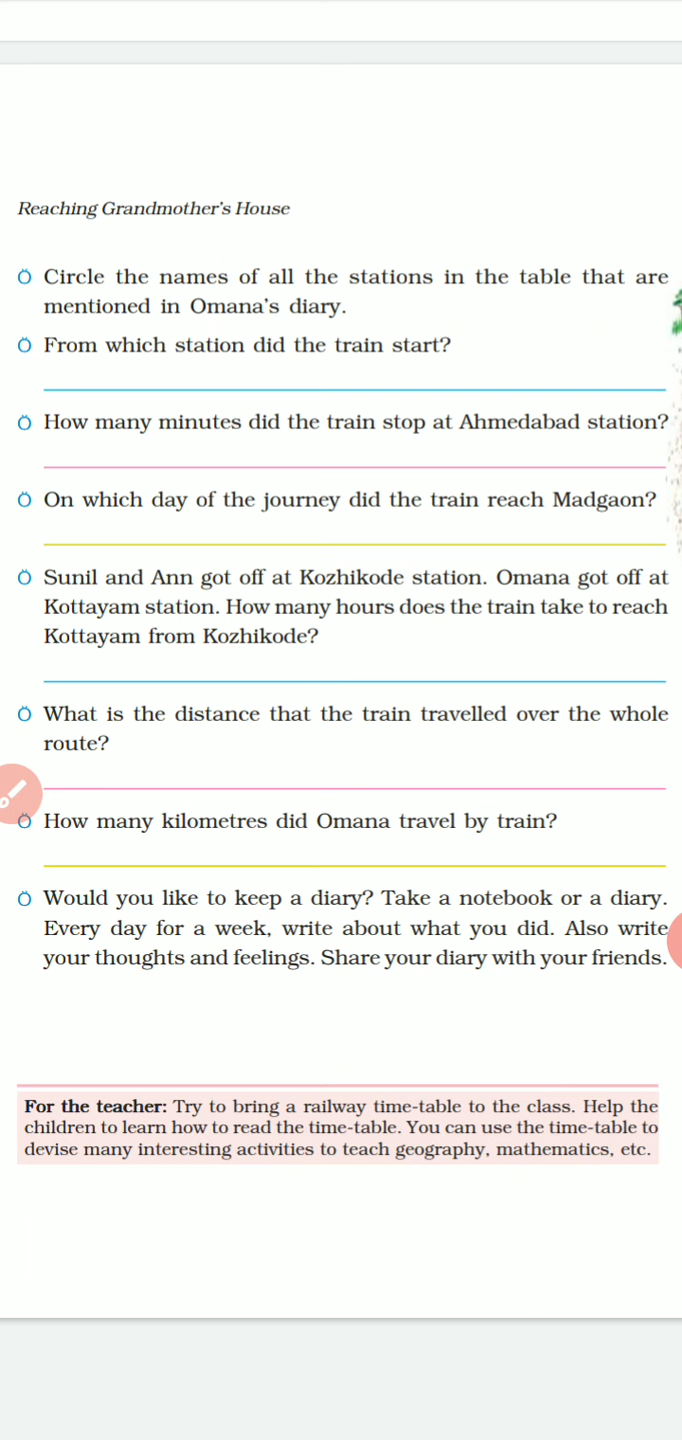 Reaching Grandmother's House
Ö Circle the names of all the stations in the table that are
mentioned in Omana's diary.
Ö From which station did the train start?
Ö How many minutes did the train stop at Ahmedabad station?
Ö On which day of the journey did the train reach Madgaon?
Ö Sunil and Ann got off at Kozhikode station. Omana got off at
Kottayam station. How many hours does the train take to reach
Kottayam from Kozhikode?
Ö What is the distance that the train travelled over the whole
route?
Ö How many kilometres did Omana travel by train?
Ö Would you like to keep a diary? Take a notebook or a diary.
Every day for a week, write about what you did. Also write
your thoughts and feelings. Share your diary with your friends.
For the teacher: Try to bring a railway time-table to the class. Help the
children to learn how to read the time-table. You can use the time-table to
devise many interesting activities to teach geography, mathematics, etc.